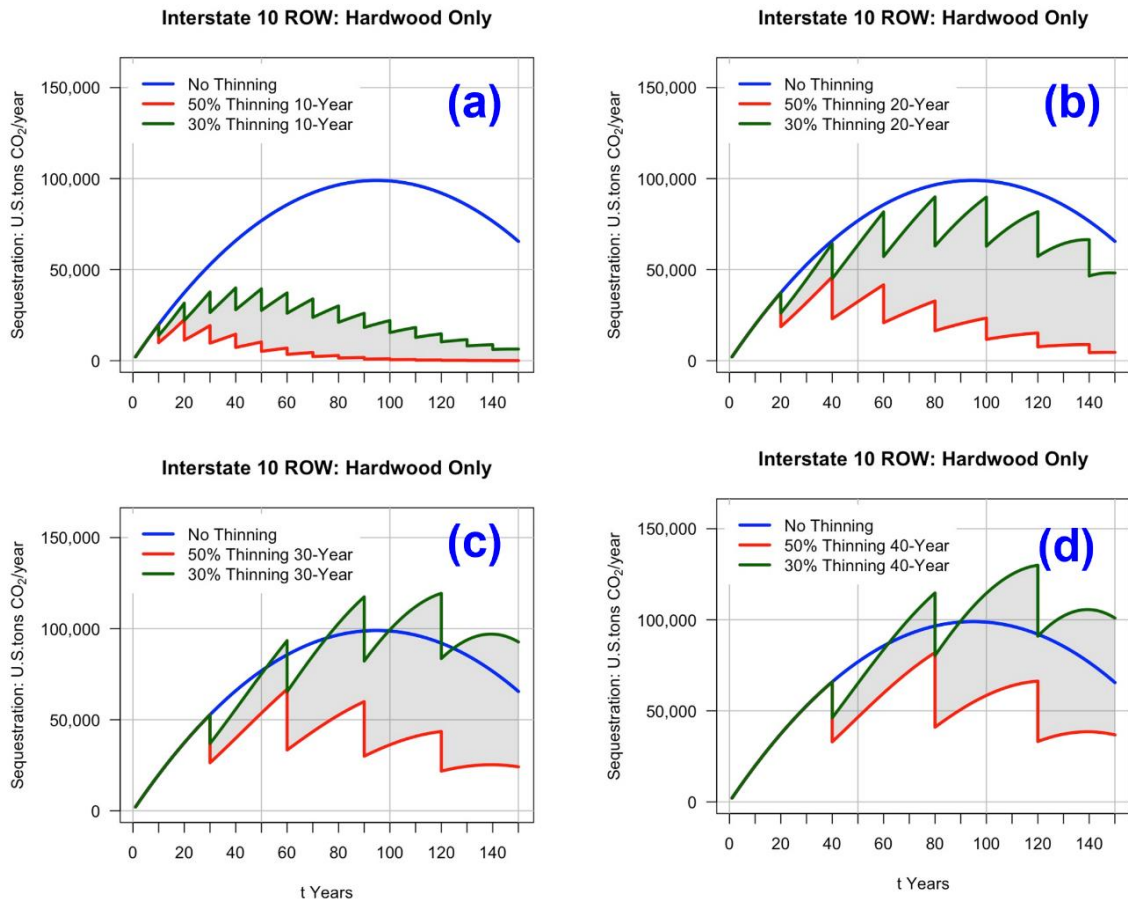 Interstate 10 ROW: Hardwood Only
Sequestration: U.S.tons CO₂/year
150,000
100,000
50,000
0
No Thinning
50% Thinning 10-Year
30% Thinning 10-Year
(a)
0 20 40 60 80 100 120 140
Interstate 10 ROW: Hardwood Only
Sequestration: U.S.tons CO₂/year
150,000
100,000
50,000
0
No Thinning
50% Thinning 20-Year
30% Thinning 20-Year
(b)
0 20 40 60 80 100 120 140
Interstate 10 ROW: Hardwood Only
Sequestration: U.S.tons CO₂/year
150,000
100,000
50,000
0
No Thinning
50% Thinning 30-Year
30% Thinning 30-Year
(c)
0 20 40 60 80 100 120 140
t Years
Interstate 10 ROW: Hardwood Only
Sequestration: U.S.tons CO₂/year
150,000
100,000
50,000
0
No Thinning
50% Thinning 40-Year
30% Thinning 40-Year
(d)
0 20 40 60 80 100 120 140
t Years